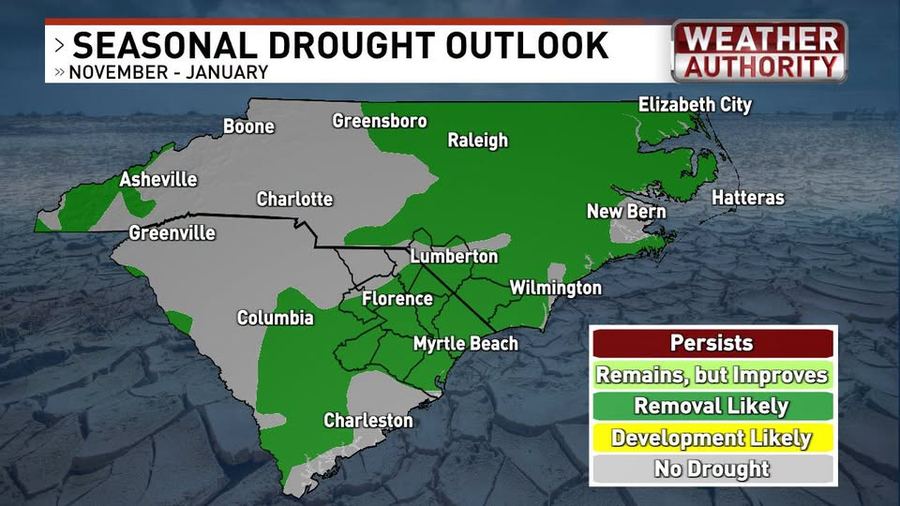 > SEASONAL DROUGHT OUTLOOK
» NOVEMBER - JANUARY
WEATHER
AUTHORITY
Elizabeth City
Boone
Greensboro
Raleigh
Asheville
Charlotte
Hatteras
New Bern
Greenville
Lumberton
Wilmington
Florence
Columbia
Myrtle Beach
Charleston
Persists
Remains, but Improves
Removal Likely
Development Likely
No Drought